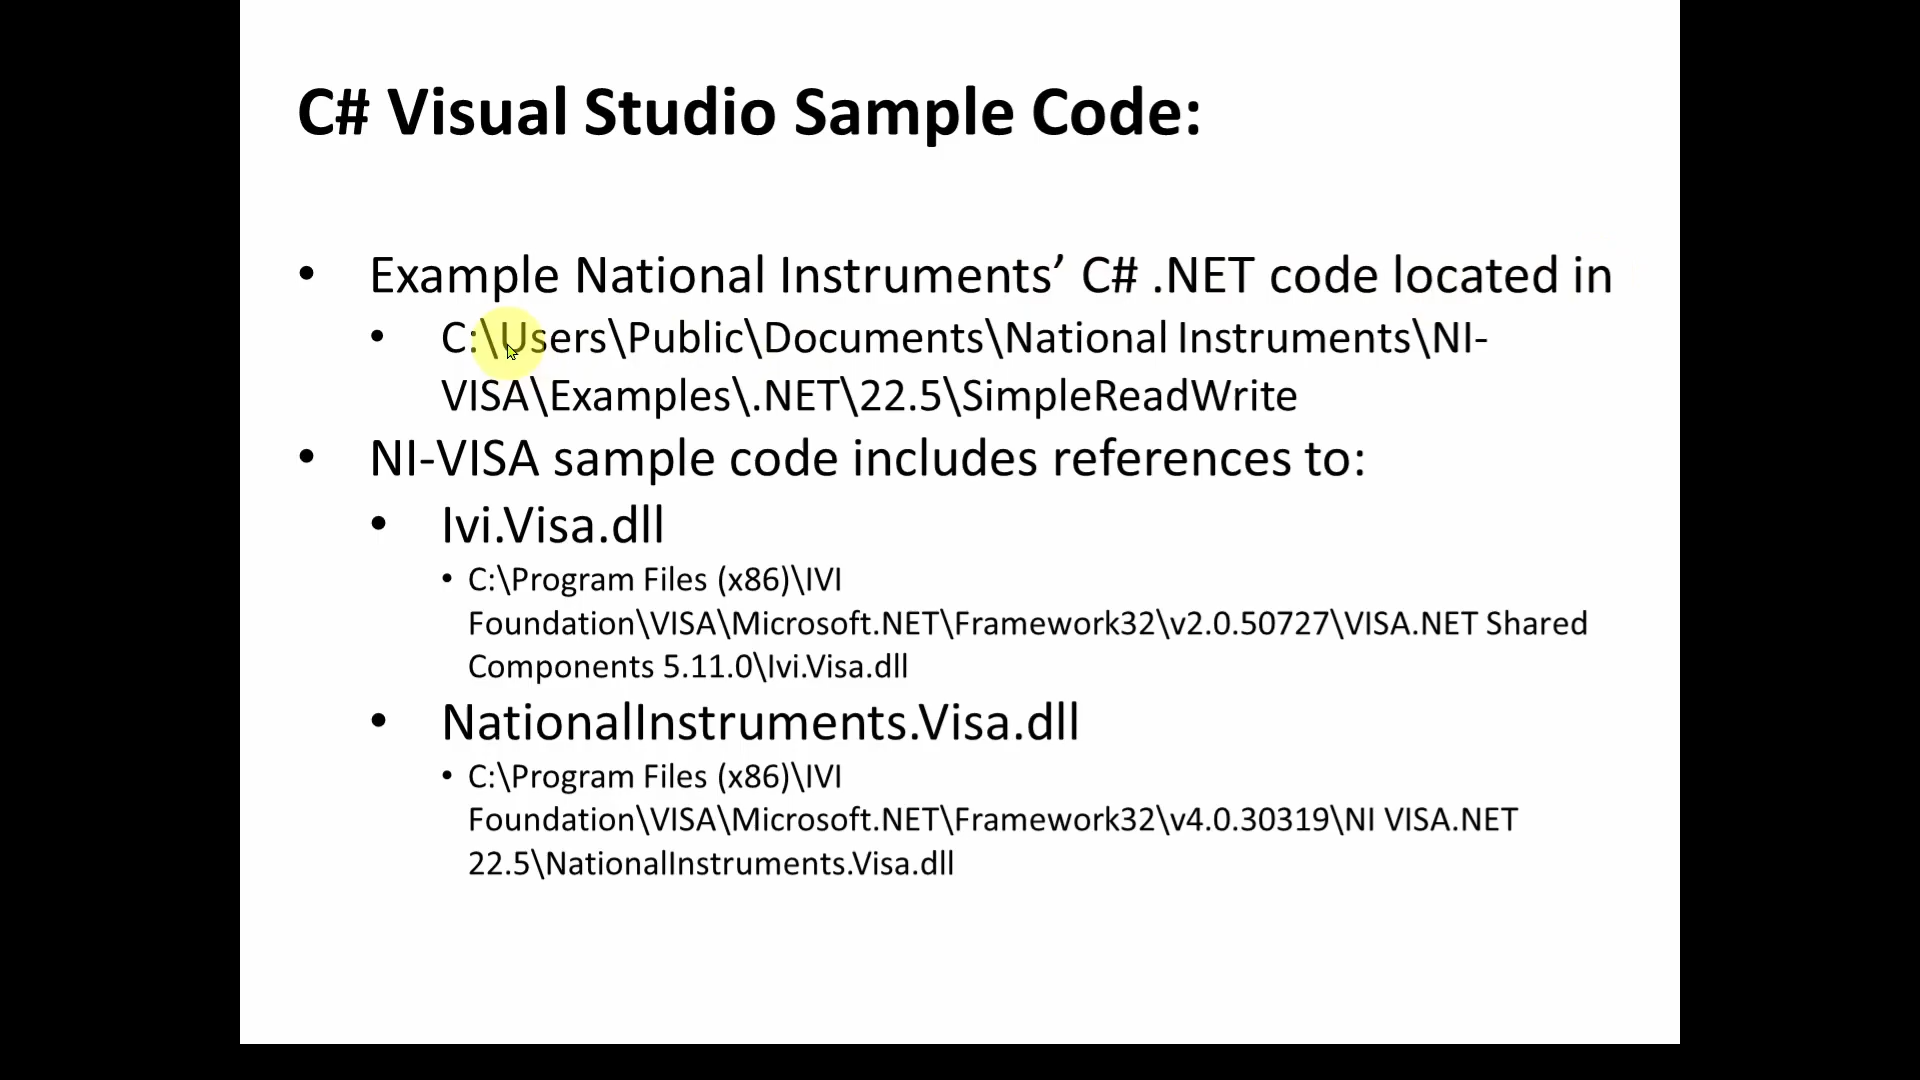 C# Visual Studio Sample Code:
• Example National Instruments’ C# .NET code located in
• C:\Users\Public\Documents\National Instruments\NI-
VISA\Examples\.NET\22.5\SimpleReadWrite
• NI-VISA sample code includes references to:
• Ivi.Visa.dll
• C:\Program Files (x86)\IVI
Foundation\VISA\Microsoft.NET\Framework32\v2.0.50727\VISA.NET Shared
Components 5.11.0\Ivi.Visa.dll
• NationalInstruments.Visa.dll
• C:\Program Files (x86)\IVI
Foundation\VISA\Microsoft.NET\Framework32\v4.0.30319\NI VISA.NET
22.5\NationalInstruments.Visa.dll